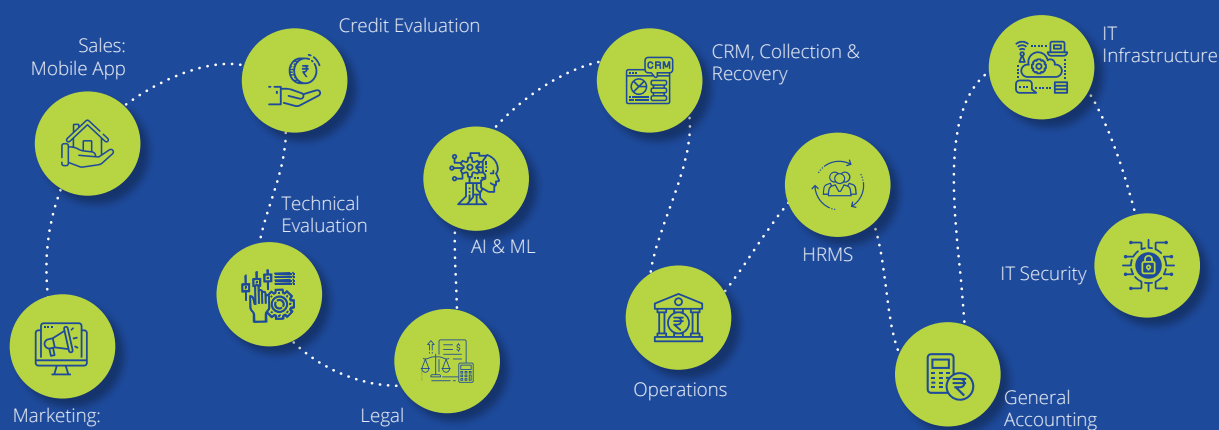 Marketing:
Sales:
Mobile App
Credit Evaluation
₹
Technical
Evaluation
Legal
$
AI & ML
CRM, Collection &
Recovery
CRM
Operations
₹
HRMS
General
Accounting
₹
IT
Infrastructure
IT Security